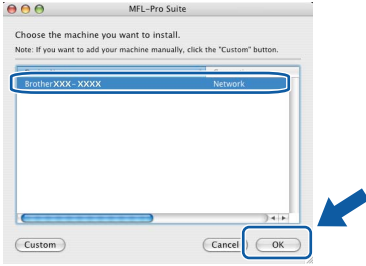 MFL-Pro Suite
Choose the machine you want to install.
Note: If you want to add your machine manually, click the "Custom" button.
BrotherXXX-XXXX Network
Custom Cancel OK